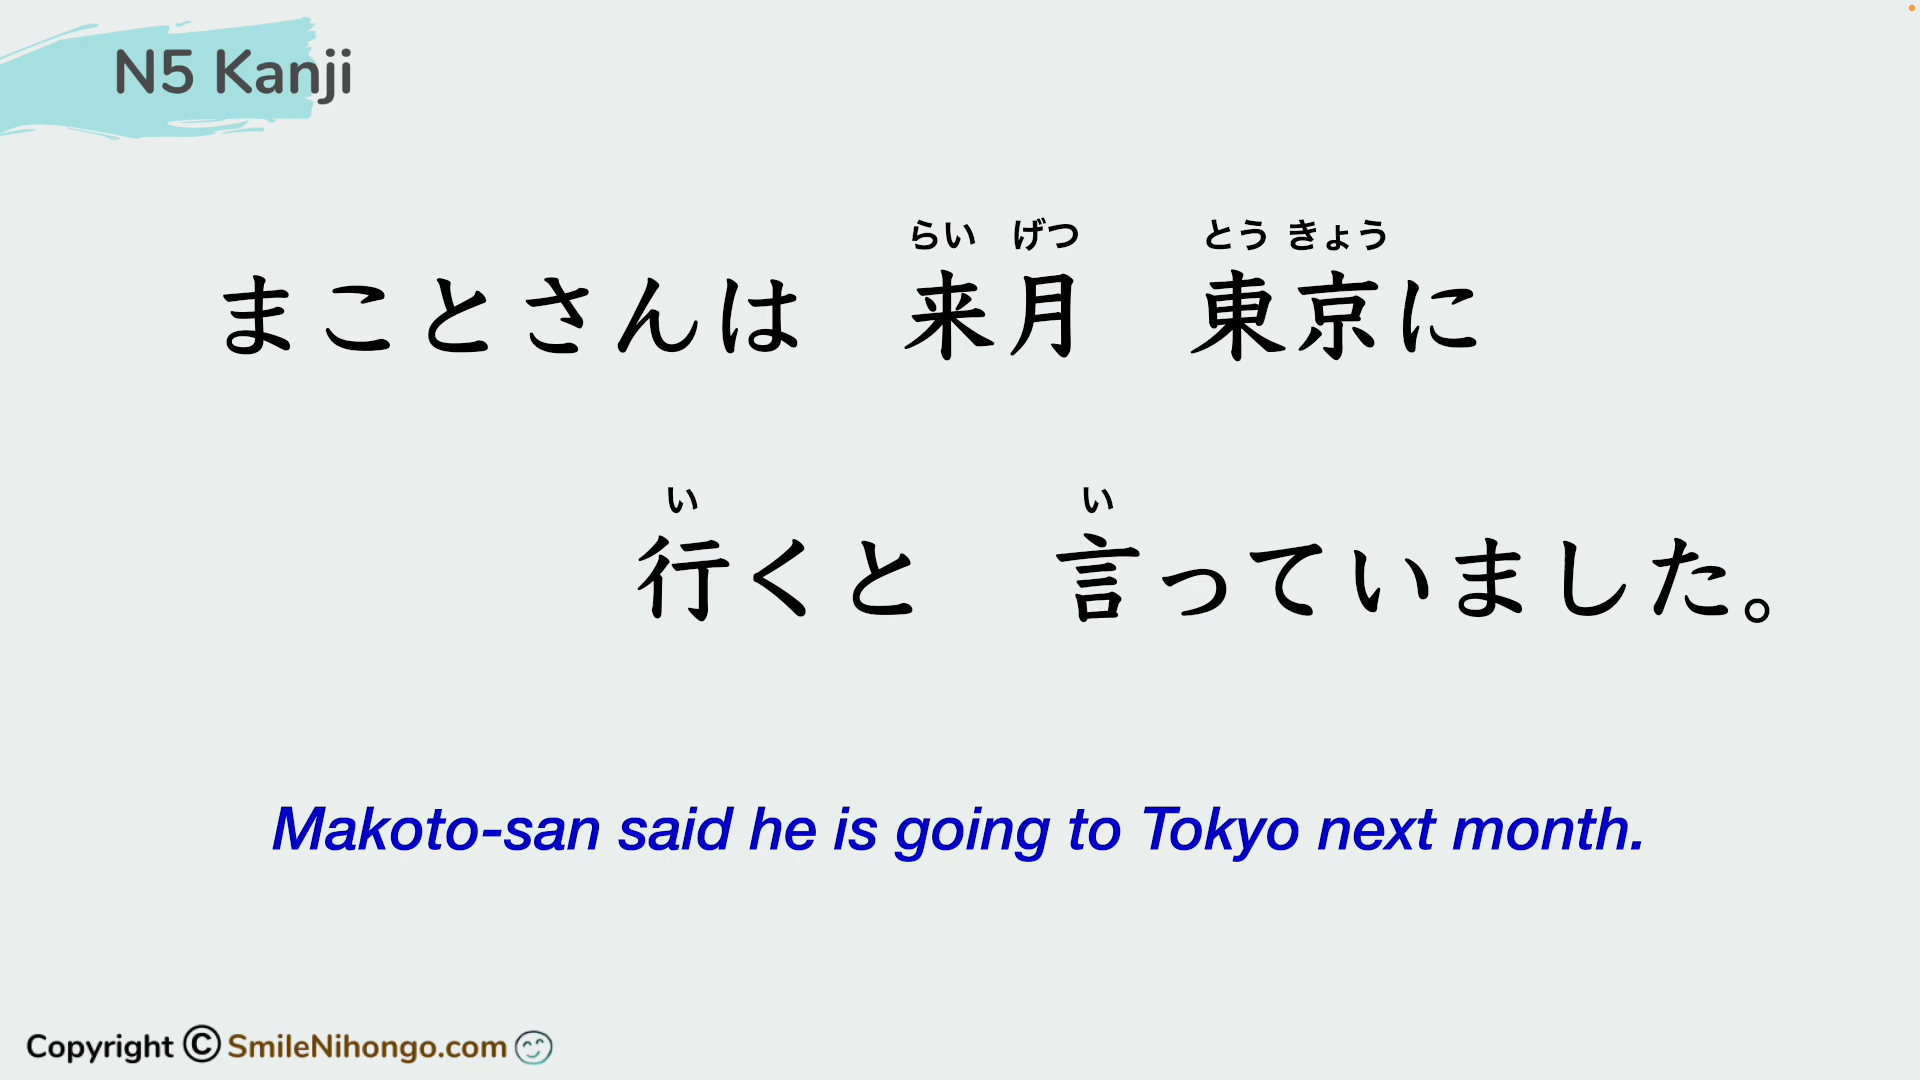 N5 Kanji
らい げつ とう きょう
まことさんは 来月 東京に
い い
行くと 言っていました。
Makoto-san said he is going to Tokyo next month.
Copyright © SmileNihongo.com